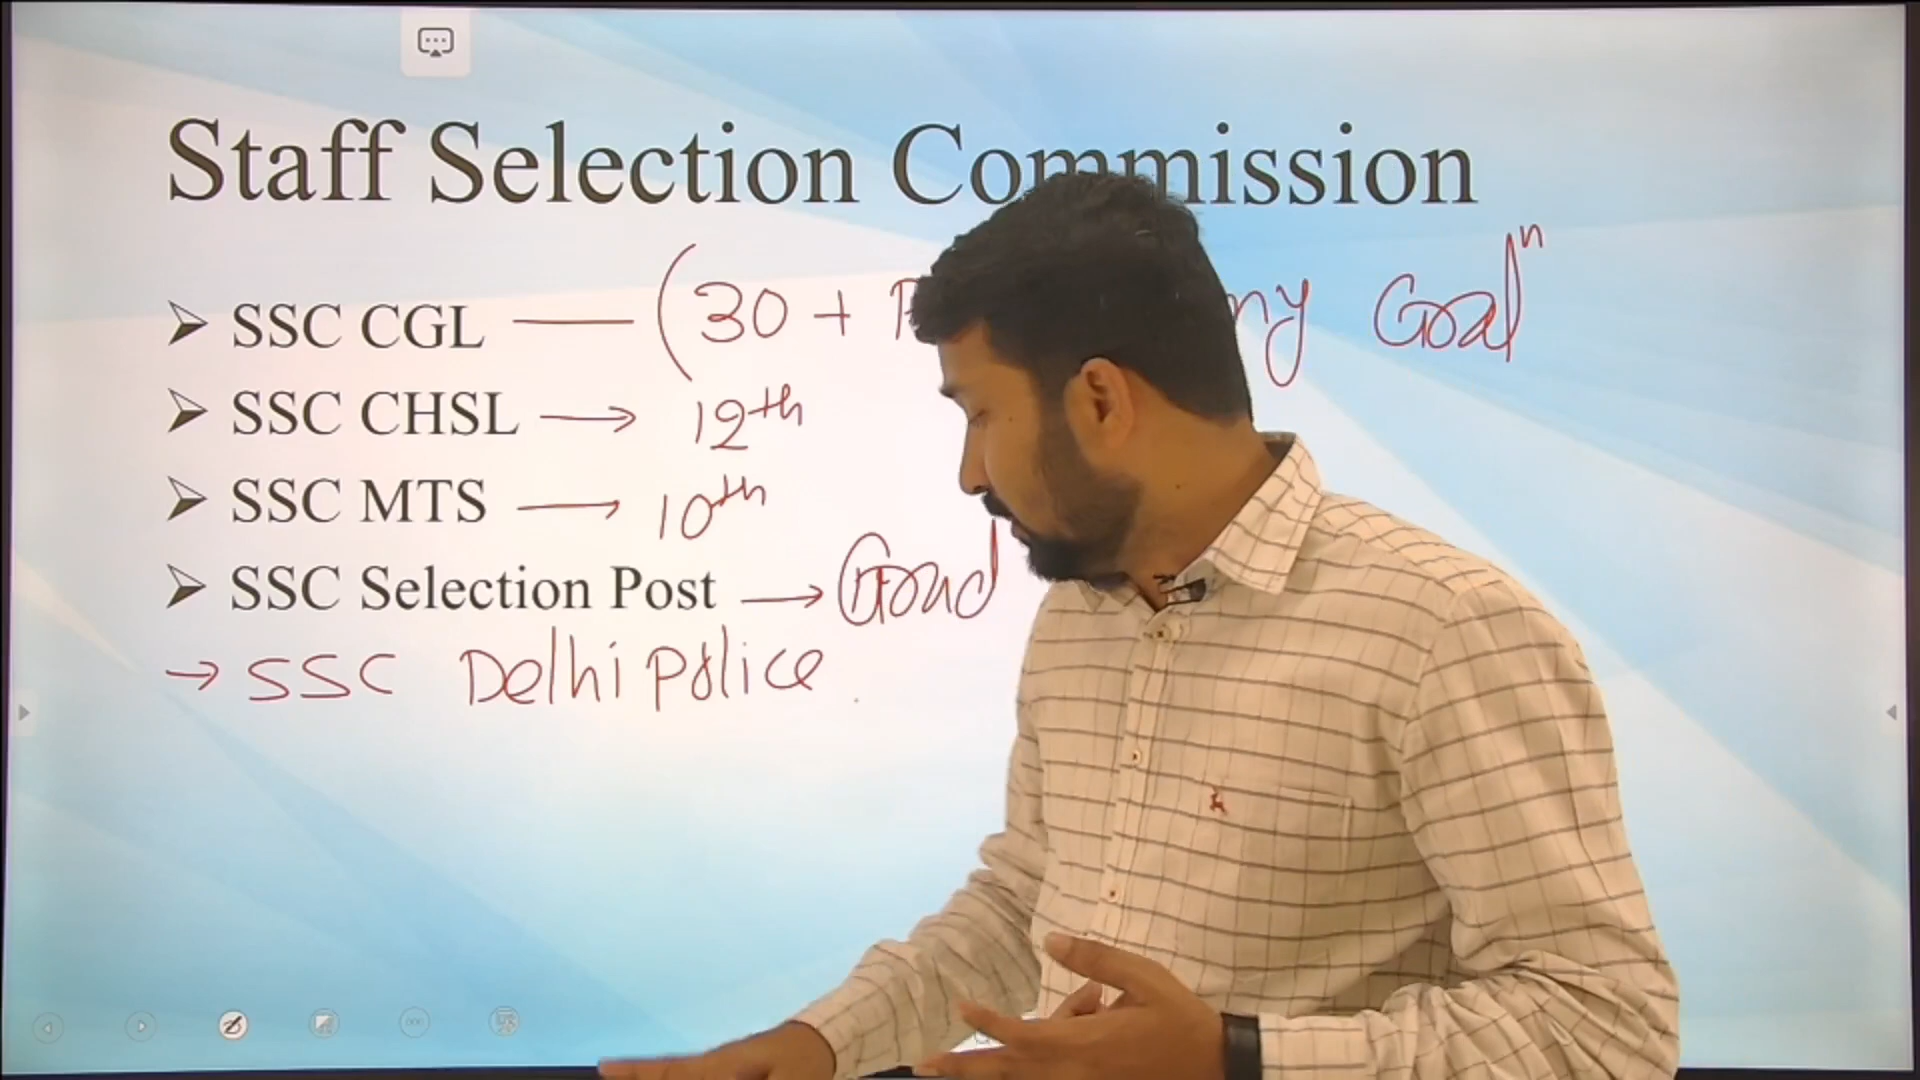 Staff Selection Commission
➤ SSC CGL — (30 + Gradn
➤ SSC CHSL → 12th
➤ SSC MTS → 10th
➤ SSC Selection Post → Grad
→ SSC Delhi Police